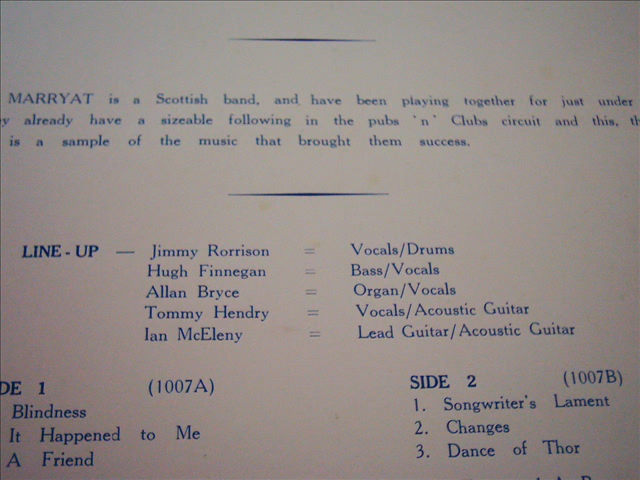 MARRYAT is a Scottish band, and have been playing together for just under
already have a sizeable following in the pubs 'n' Clubs circuit and this,
is a sample of the music that brought them success.
LINE-UP — Jimmy Rorrison = Vocals/Drums
Hugh Finnegan = Bass/Vocals
Allan Bryce = Organ/Vocals
Tommy Hendry = Vocals/Acoustic Guitar
Ian McEleny = Lead Guitar/Acoustic Guitar
DE 1 (1007A)
Blindness
It Happened to Me
A Friend
SIDE 2 (1007B)
1. Songwriter's Lament
2. Changes
3. Dance of Thor